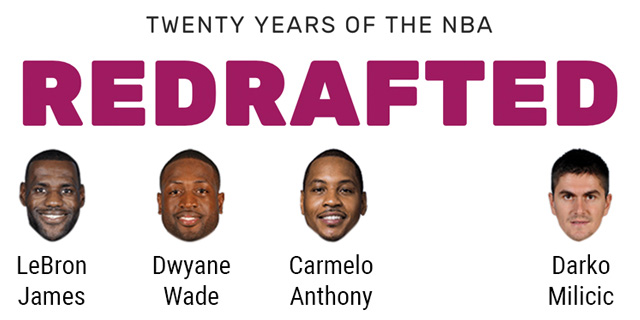 TWENTY YEARS OF THE NBA
REDRAFTED
LeBron James
Dwyane Wade
Carmelo Anthony
Darko Milicic